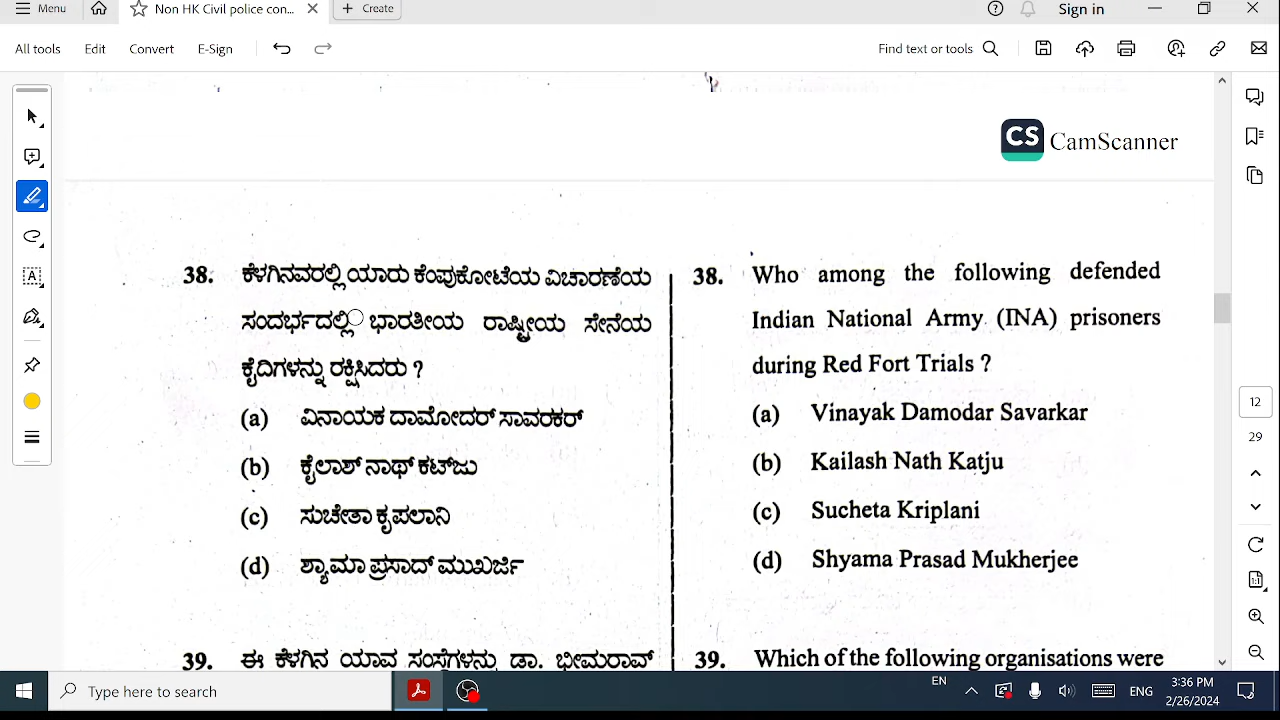 Menu
Non HK Civil police con...
Create
Sign in
All tools
Edit
Convert
E-Sign
Find text or tools
CS CamScanner
38. ಕೆಳಗಿನವರಲ್ಲಿ ಯಾರು ಕೆಂಪುಕೋಟೆಯ ವಿಚಾರಣೆಯ
ಸಂದರ್ಭದಲ್ಲಿ ಭಾರತೀಯ ರಾಷ್ಟ್ರೀಯ ಸೇನೆಯ
ಕೈದಿಗಳನ್ನು ರಕ್ಷಿಸಿದರು ?
(a) ವಿನಾಯಕ ದಾಮೋದರ್ ಸಾವರಕರ್
(b) ಕೈಲಾಶ್ ನಾಥ್ ಕಟ್‌ಜು
(c) ಸುಚೇತಾ ಕೃಪಲಾನಿ
(d) ಶ್ಯಾಮಾ ಪ್ರಸಾದ್ ಮುಖರ್ಜಿ
39. ಈ ಕೆಳಗಿನ ಯಾವ ಸಂಸ್ಥೆಗಳನ್ನು ಡಾ. ಭೀಮರಾವ್
38. Who among the following defended
Indian National Army (INA) prisoners
during Red Fort Trials ?
(a) Vinayak Damodar Savarkar
(b) Kailash Nath Katju
(c) Sucheta Kriplani
(d) Shyama Prasad Mukherjee
39. Which of the following organisations were
12
29
Type here to search
EN
ENG
3:36 PM
2/26/2024